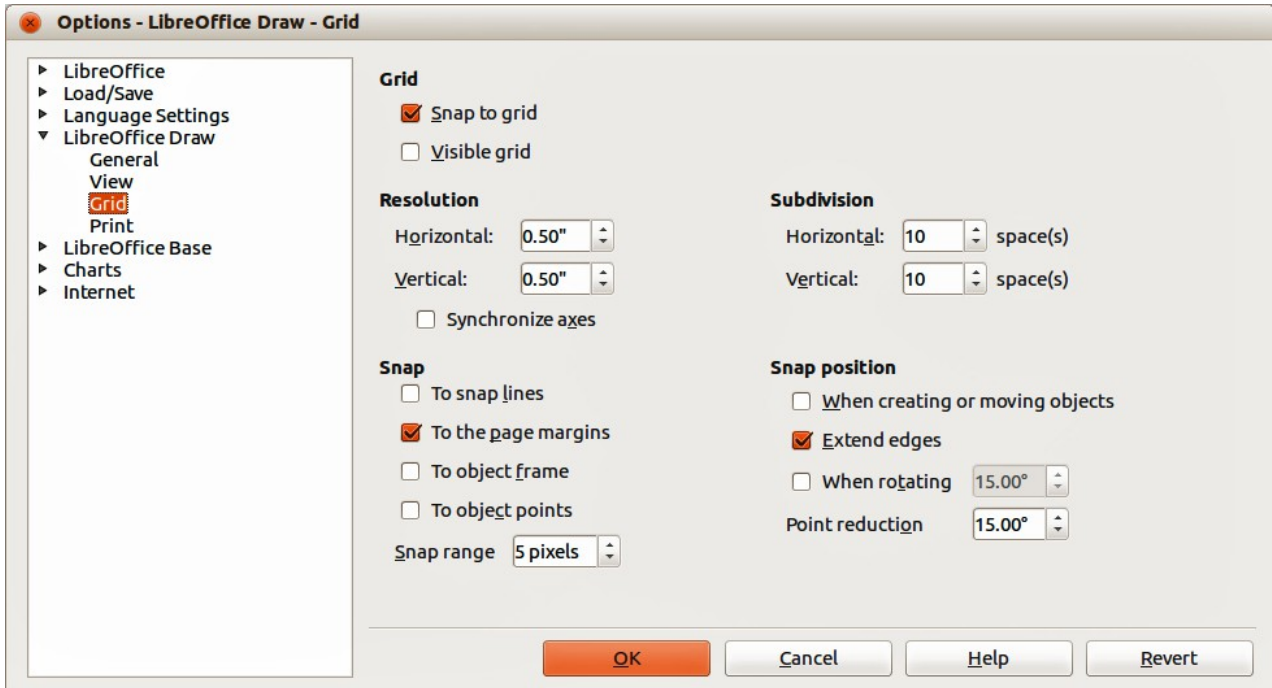 Options - LibreOffice Draw - Grid
LibreOffice
Load/Save
Language Settings
LibreOffice Draw
General
View
Grid
Print
LibreOffice Base
Charts
Internet
Grid
Snap to grid
Visible grid
Resolution
Horizontal: 0.50"
Vertical: 0.50"
Synchronize axes
Subdivision
Horizontal: 10 space(s)
Vertical: 10 space(s)
Snap
To snap lines
To the page margins
To object frame
To object points
Snap range 5 pixels
Snap position
When creating or moving objects
Extend edges
When rotating 15.00°
Point reduction 15.00°
OK Cancel Help Revert